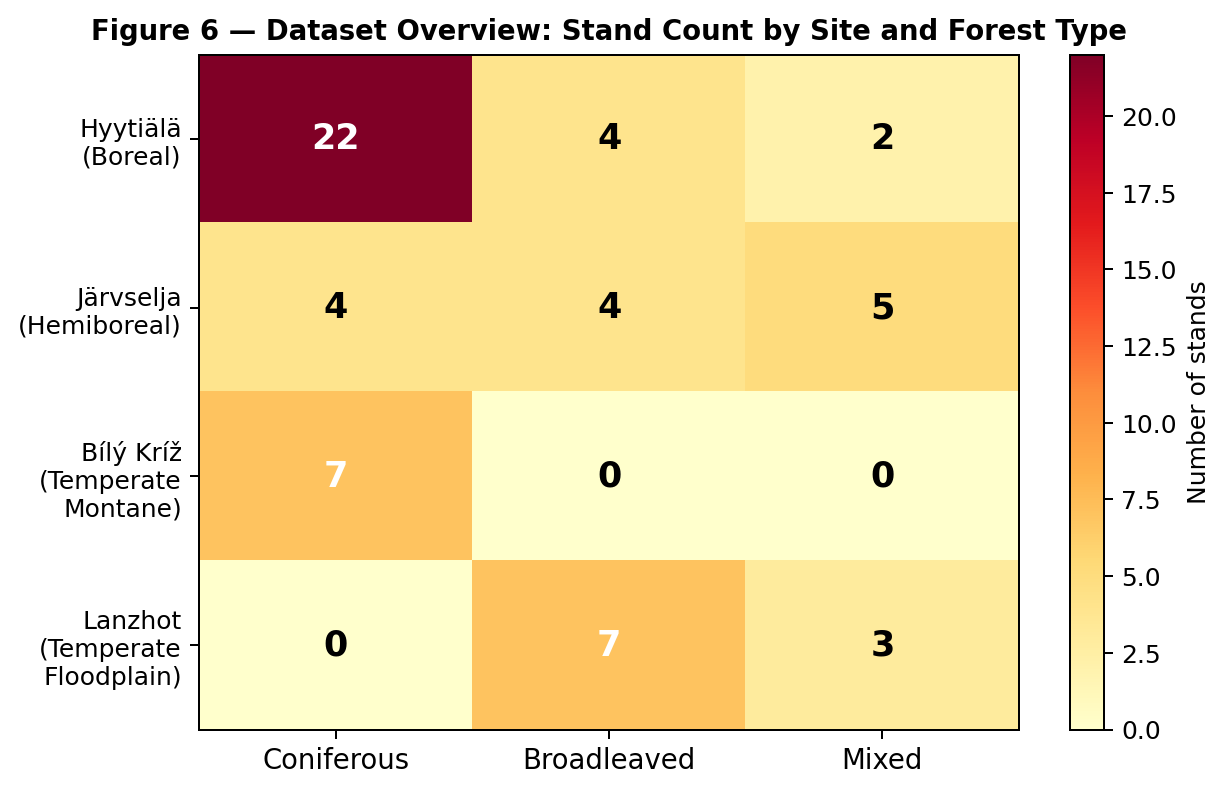 Figure 6 — Dataset Overview: Stand Count by Site and Forest Type
Hyytiälä
(Boreal)
22
4
2
Järvselja
(Hemiboreal)
4
4
5
Bílý Kríž
(Temperate
Montane)
7
0
0
Lanzhot
(Temperate
Floodplain)
0
7
3
Coniferous
Broadleaved
Mixed
20.0
17.5
15.0
12.5
10.0
7.5
5.0
2.5
0.0
Number of stands